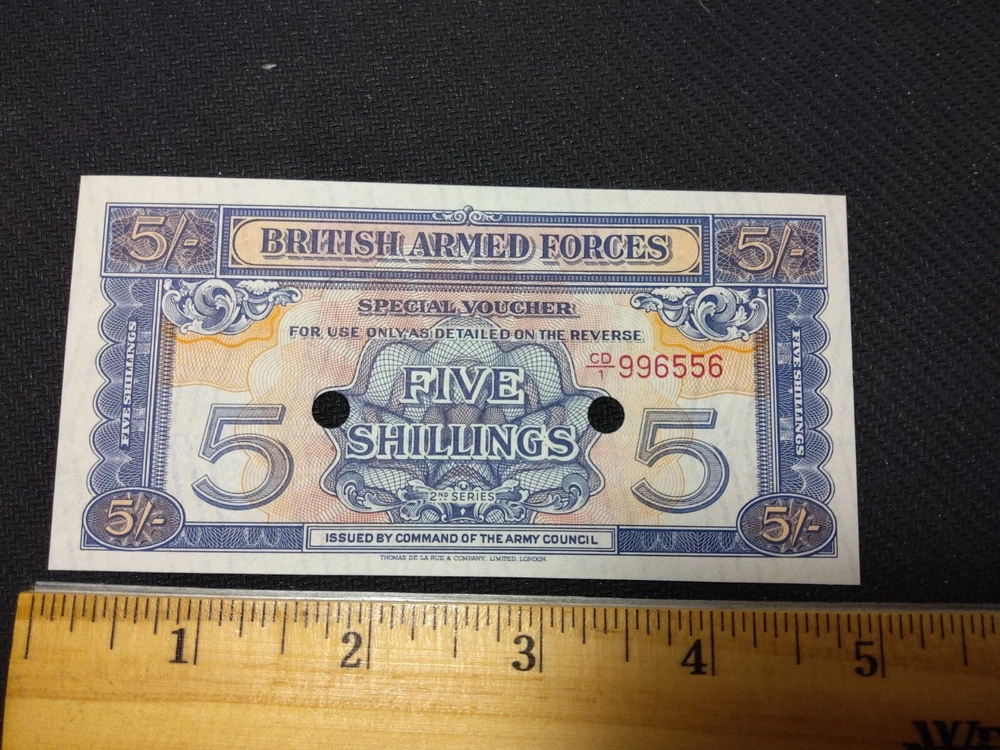 5/- BRITISH ARMED FORCES 5/-
SPECIAL VOUCHER
FOR USE ONLY AS DETAILED ON THE REVERSE
CD/1 996556
FIVE SHILLINGS
FIVE SHILLINGS
FIVE
5 5
SHILLINGS
2ND SERIES
5/- 5/-
ISSUED BY COMMAND OF THE ARMY COUNCIL
THOMAS DE LA RUE & COMPANY, LIMITED, LONDON.
1 2 3 4 5